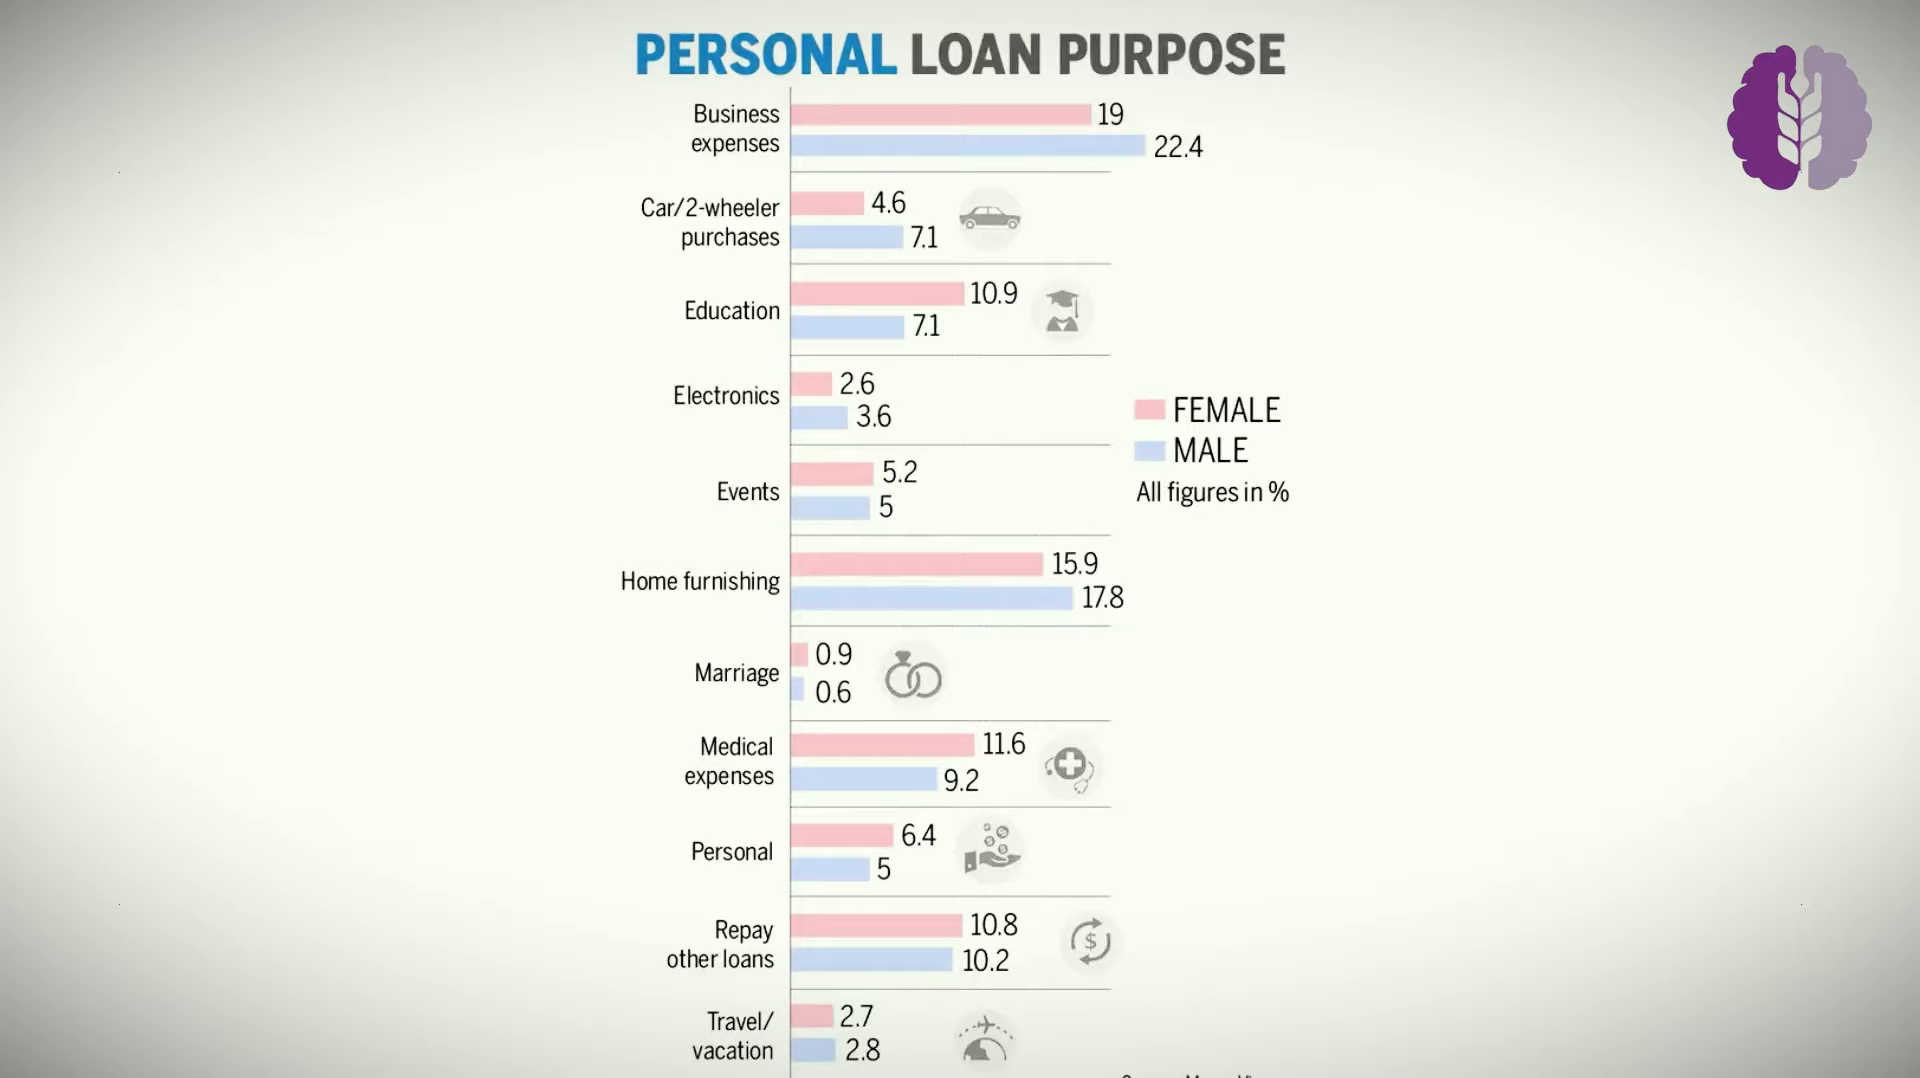 PERSONAL LOAN PURPOSE
Business
expenses
19
22.4
Car/2-wheeler
purchases
4.6
7.1
Education
10.9
7.1
Electronics
2.6
3.6
FEMALE
MALE
All figures in %
Events
5.2
5
Home furnishing
15.9
17.8
Marriage
0.9
0.6
Medical
expenses
11.6
9.2
Personal
6.4
5
Repay
other loans
10.8
10.2
$
Travel/
vacation
2.7
2.8